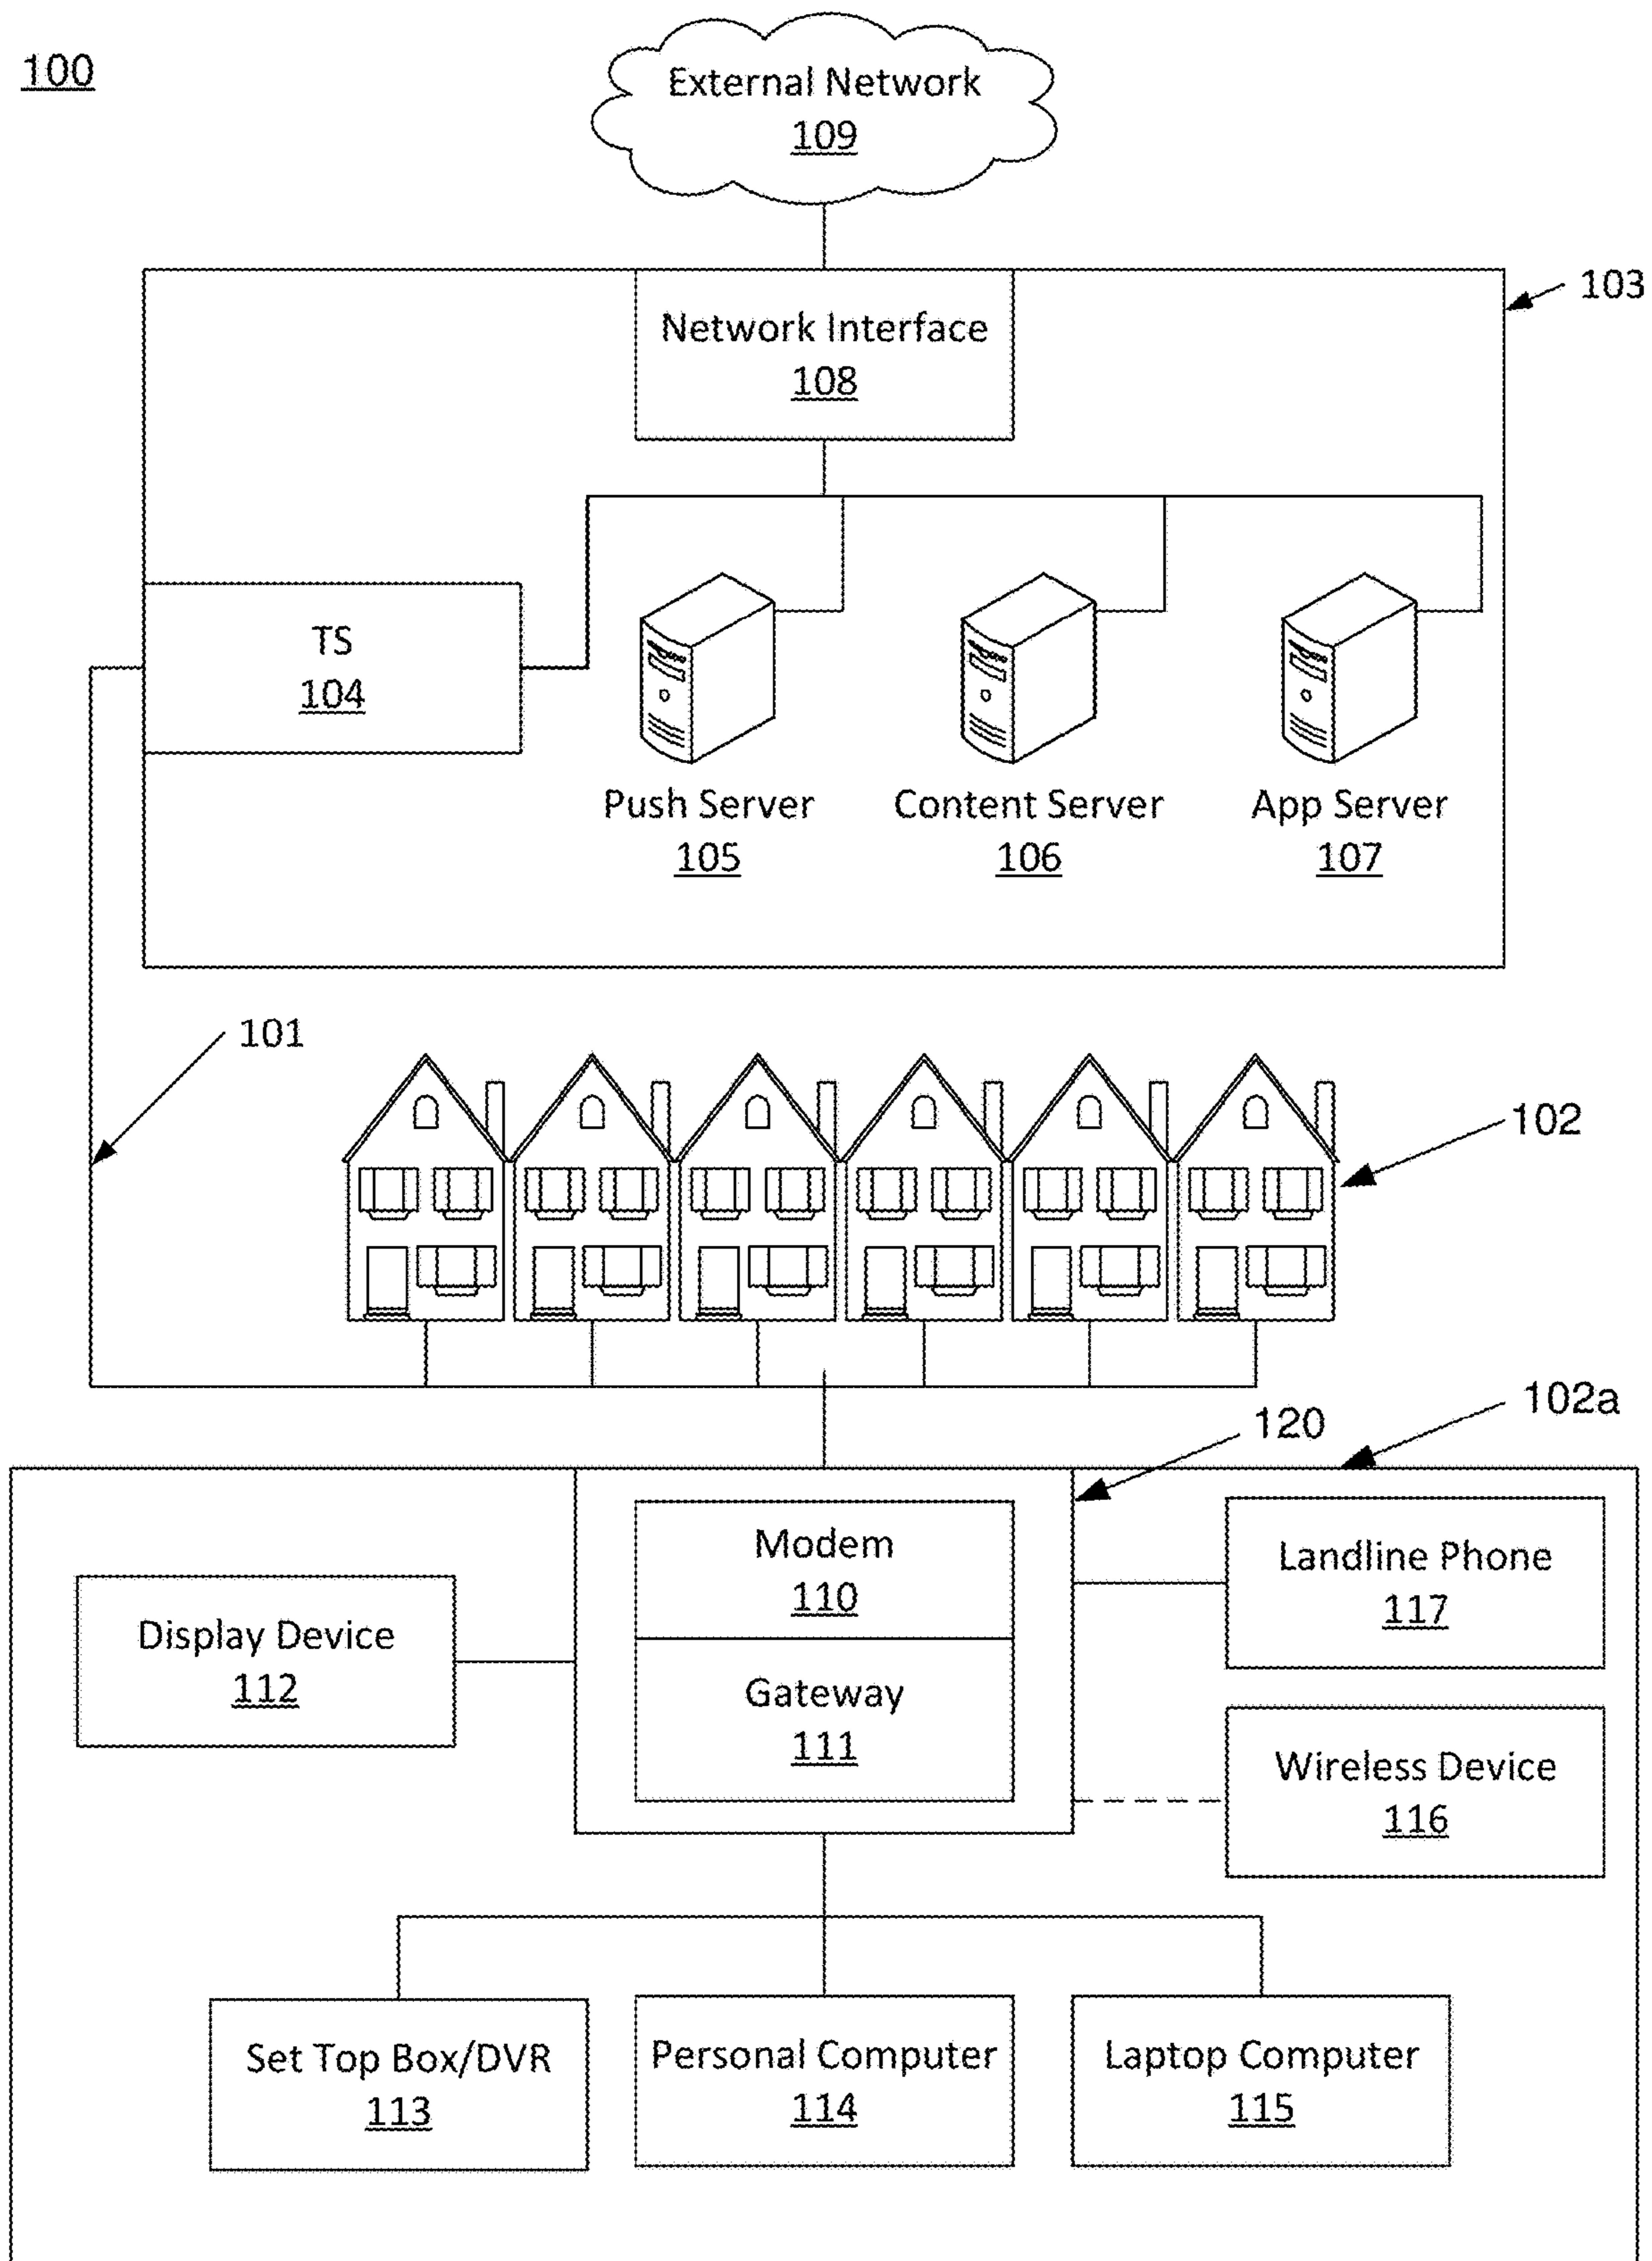 100
External Network
109
103
Network Interface
108
TS
104
Push Server
105
Content Server
106
App Server
107
101
102
102a
120
Modem
110
Landline Phone
117
Display Device
112
Gateway
111
Wireless Device
116
Set Top Box/DVR
113
Personal Computer
114
Laptop Computer
115